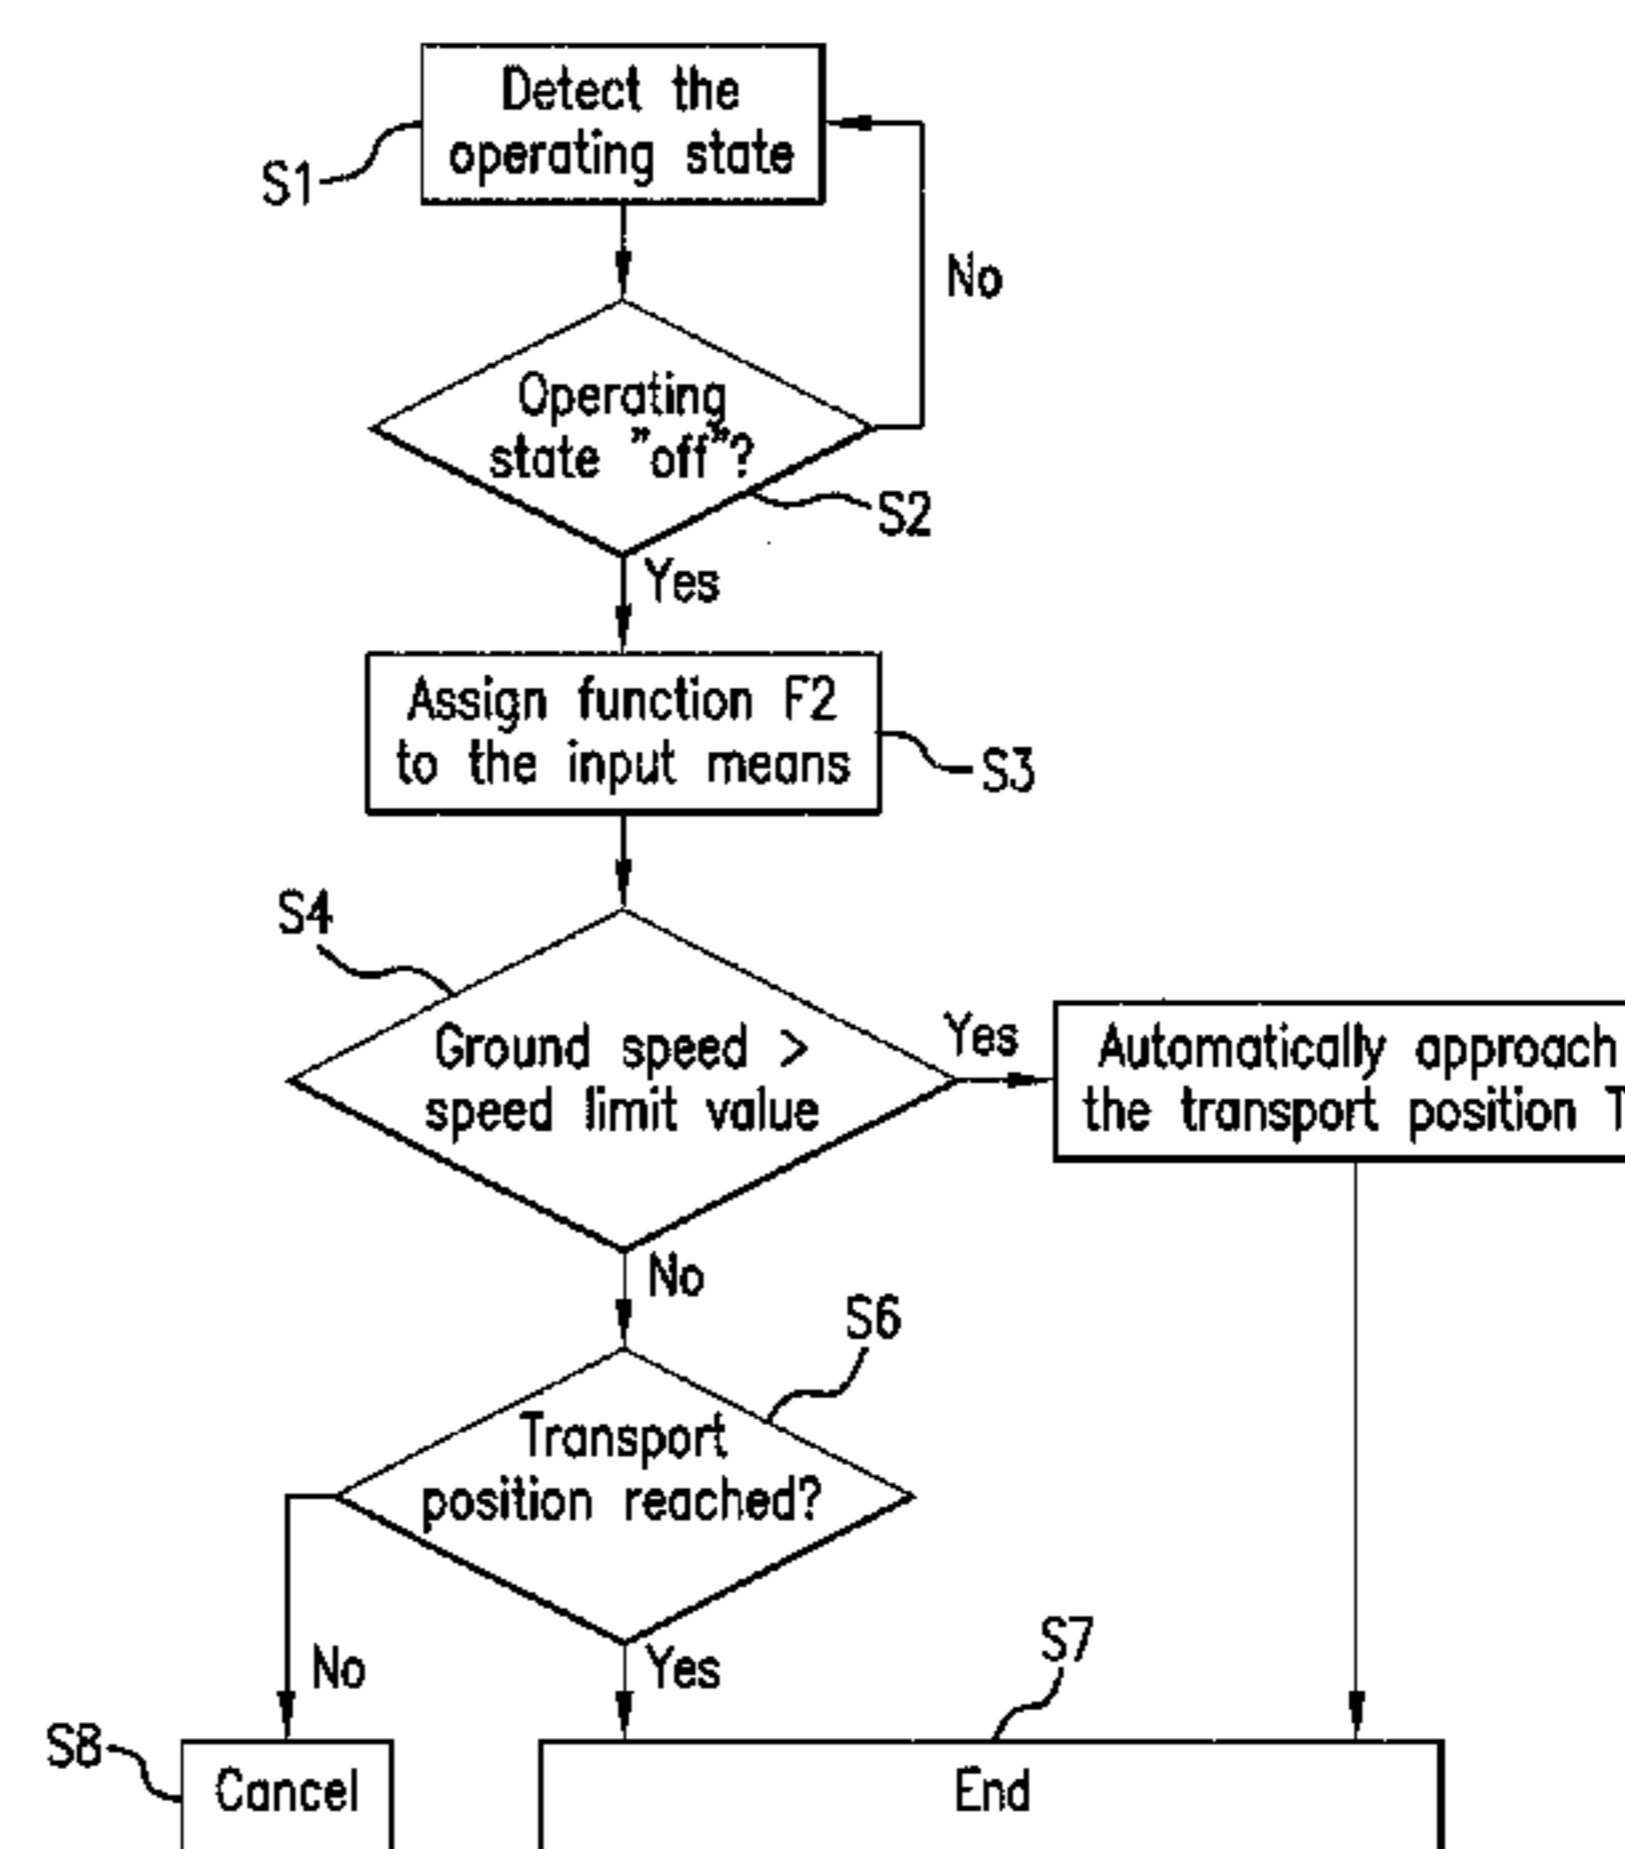 Detect the
operating state
S1
No
Operating
state "off"?
S2
Yes
Assign function F2
to the input means
S3
S4
Ground speed >
speed limit value
Yes
Automatically approach
the transport position T
No
S6
Transport
position reached?
No
Yes
S7
S8
Cancel
End